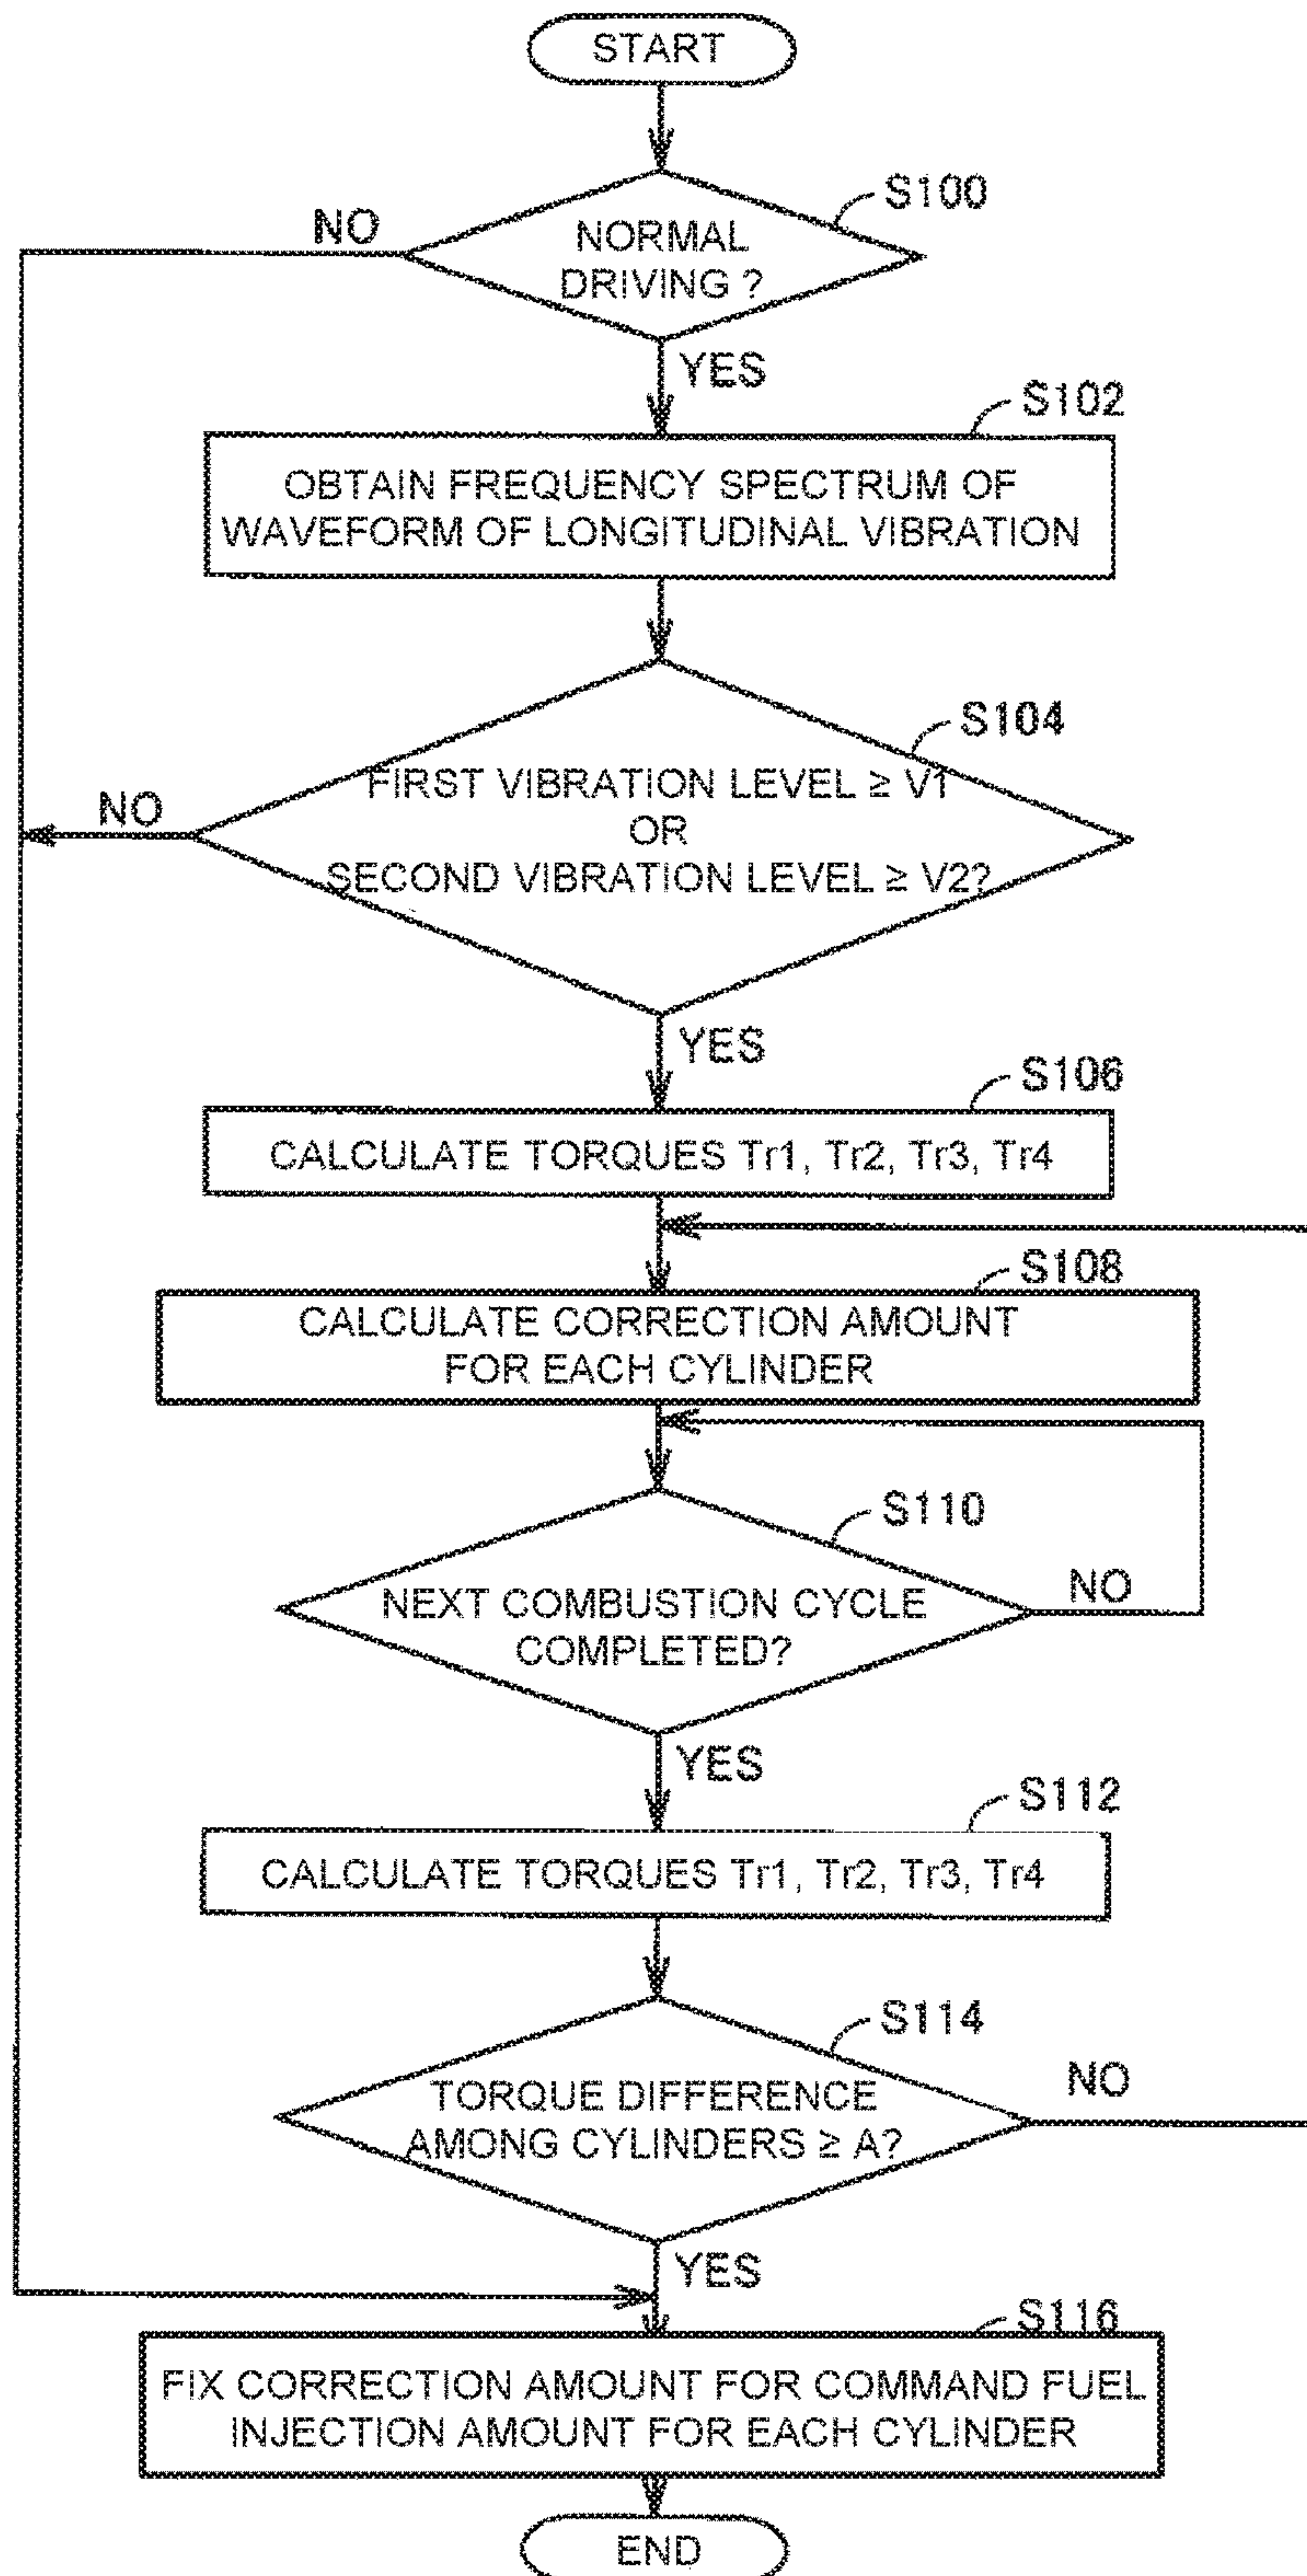 START
S100
NO
NORMAL
DRIVING ?
YES
S102
OBTAIN FREQUENCY SPECTRUM OF
WAVEFORM OF LONGITUDINAL VIBRATION
S104
NO
FIRST VIBRATION LEVEL ≥ V1
OR
SECOND VIBRATION LEVEL ≥ V2?
YES
S106
CALCULATE TORQUES Tr1, Tr2, Tr3, Tr4
S108
CALCULATE CORRECTION AMOUNT
FOR EACH CYLINDER
S110
NEXT COMBUSTION CYCLE
COMPLETED?
NO
YES
S112
CALCULATE TORQUES Tr1, Tr2, Tr3, Tr4
S114
TORQUE DIFFERENCE
AMONG CYLINDERS ≥ A?
NO
YES
S116
FIX CORRECTION AMOUNT FOR COMMAND FUEL
INJECTION AMOUNT FOR EACH CYLINDER
END